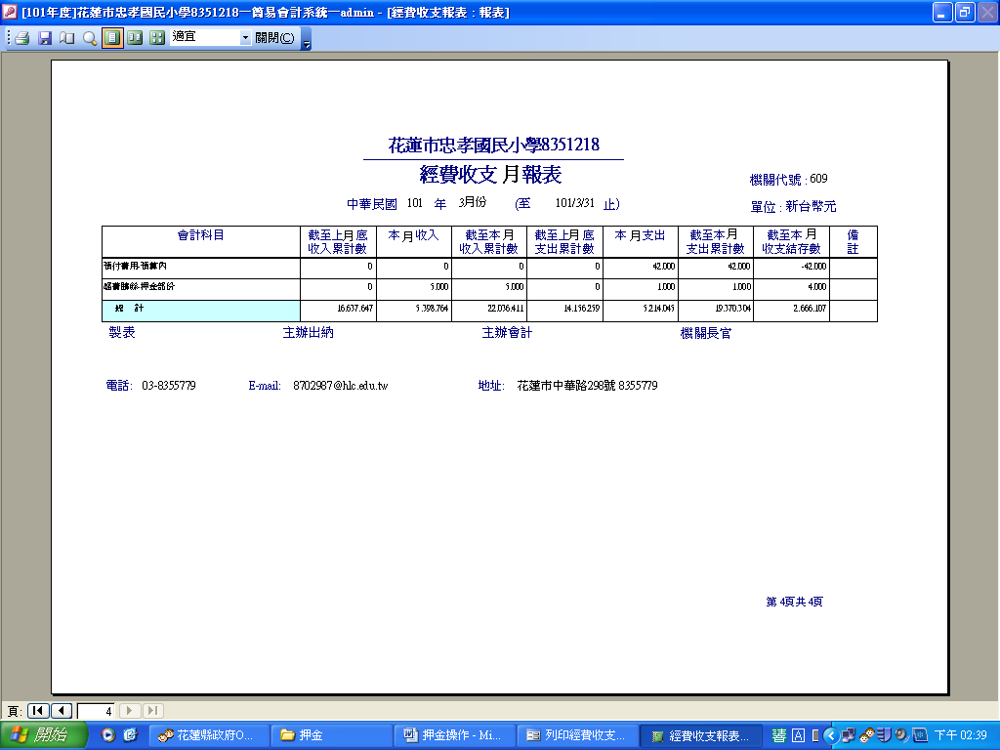 [101年度]花蓮市忠孝國民小學8351218—簡易會計系統—admin - [經費收支報表：報表]
適宜 關閉(C)
花蓮市忠孝國民小學8351218
經費收支 月報表
機關代號 : 609
中華民國 101 年 3月份 (至 101/3/31 止)
單位 : 新台幣元
會計科目 截至上月底 收入累計數 本月收入 截至本月 收入累計數 截至上月底 支出累計數 本月支出 截至本月 支出累計數 截至本月 收支結存數 備註
預付費用-預算內 0 0 0 0 42,000 42,000 -42,000
押金部份 0 5,000 5,000 0 1,000 1,000 4,000
總 計 16,637,647 5,398,764 22,036,411 14,156,259 5,214,045 19,370,304 2,666,107
製表 主辦出納 主辦會計 機關長官
電話: 03-8355779 E-mail: 8702987@hlc.edu.tw 地址: 花蓮市中華路298號 8355779
第 4頁共 4頁
頁: 4
開始 花蓮縣政府O... 押金 押金操作 - Mi... 列印經費收支... 經費收支報表... A 下午 02:39